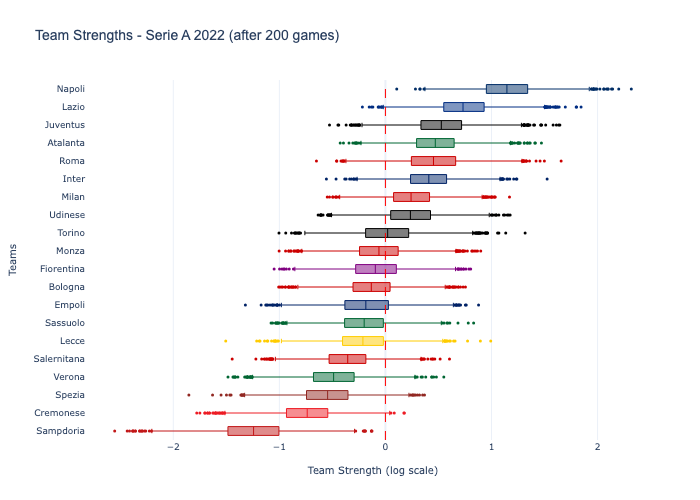 Team Strengths - Serie A 2022 (after 200 games)
Napoli
Lazio
Juventus
Atalanta
Roma
Inter
Milan
Udinese
Torino
Monza
Fiorentina
Bologna
Empoli
Sassuolo
Lecce
Salernitana
Verona
Spezia
Cremonese
Sampdoria
Teams
−2 −1 0 1 2
Team Strength (log scale)